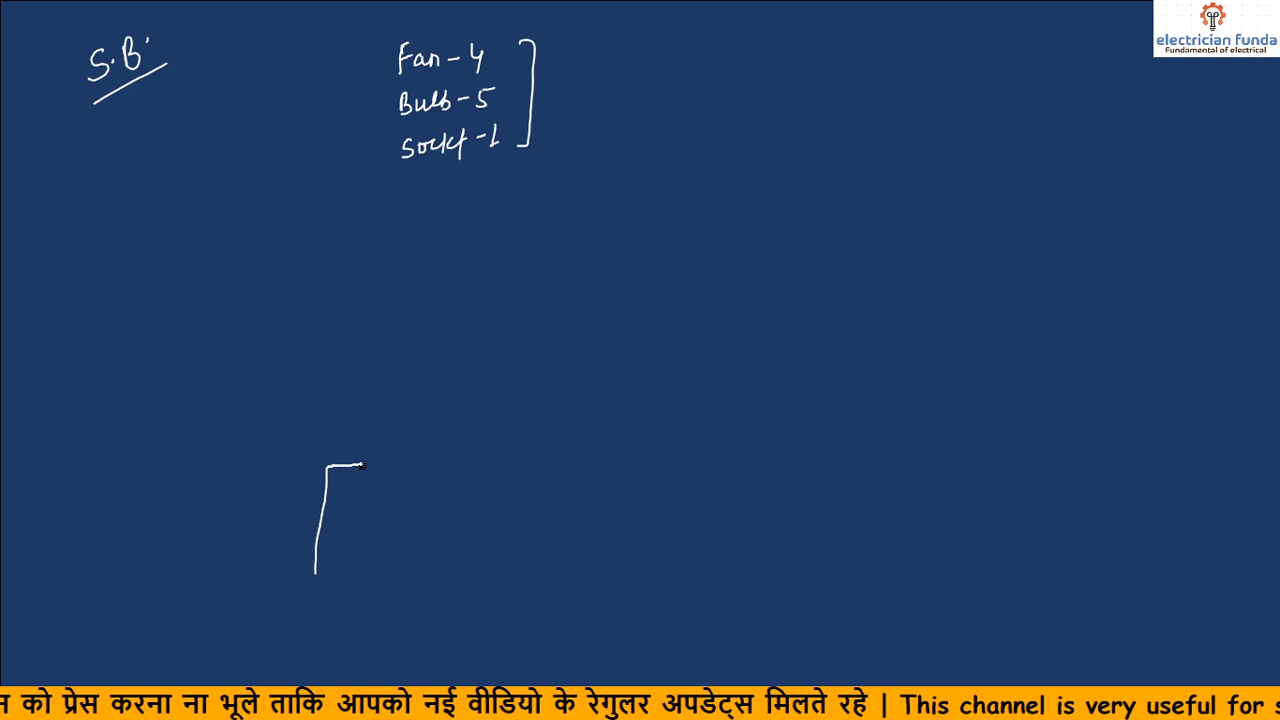 S.B.
Fan - 4
Bulb - 5
Sockt - 1
electrician funda
Fundamental of electrical
न को प्रेस करना ना भूले ताकि आपको नई वीडियो के रेगुलर अपडेट्स मिलते रहे | This channel is very useful for s